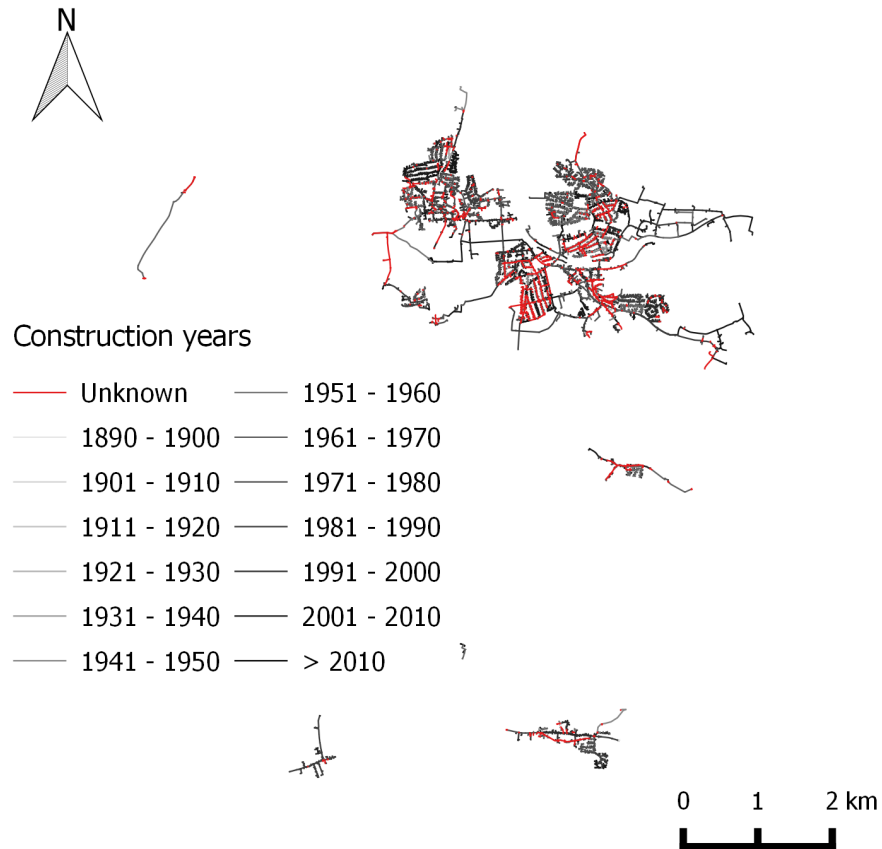 N
Construction years
Unknown
1890 - 1900
1901 - 1910
1911 - 1920
1921 - 1930
1931 - 1940
1941 - 1950
1951 - 1960
1961 - 1970
1971 - 1980
1981 - 1990
1991 - 2000
2001 - 2010
> 2010
0 1 2 km